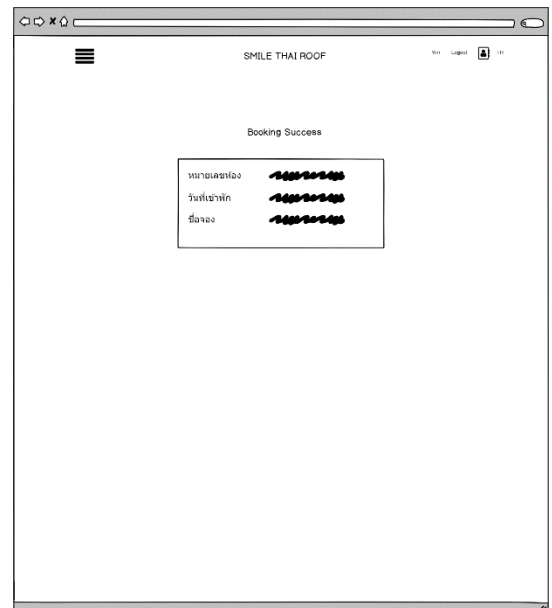 SMILE THAI ROOF
Logout
Booking Success
หมายเลขห้อง
วันที่เข้าพัก
ชื่อจอง